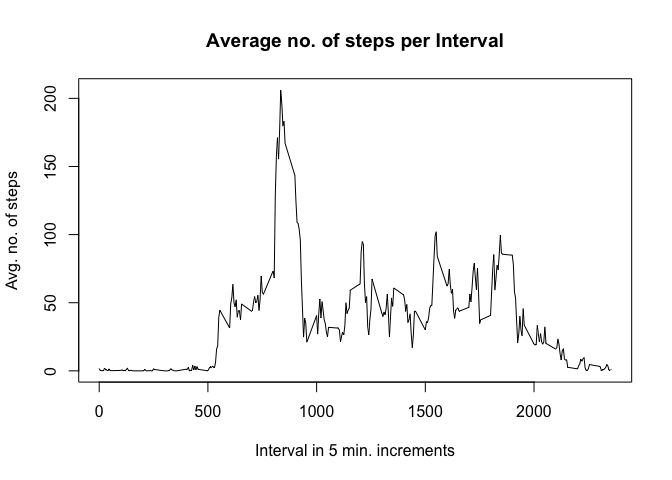 Average no. of steps per Interval
Avg. no. of steps
200
150
100
50
0
0 500 1000 1500 2000
Interval in 5 min. increments